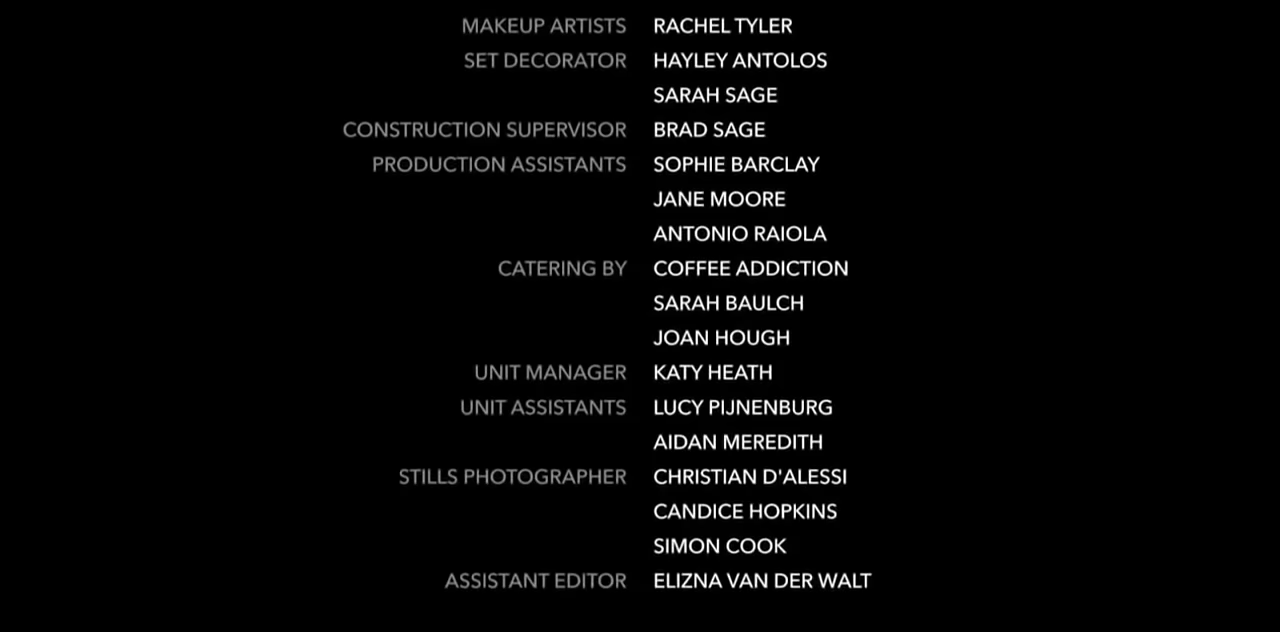 MAKEUP ARTISTS RACHEL TYLER
SET DECORATOR HAYLEY ANTOLOS
SARAH SAGE
CONSTRUCTION SUPERVISOR BRAD SAGE
PRODUCTION ASSISTANTS SOPHIE BARCLAY
JANE MOORE
ANTONIO RAIOLA
CATERING BY COFFEE ADDICTION
SARAH BAULCH
JOAN HOUGH
UNIT MANAGER KATY HEATH
UNIT ASSISTANTS LUCY PIJNENBURG
AIDAN MEREDITH
STILLS PHOTOGRAPHER CHRISTIAN D'ALESSI
CANDICE HOPKINS
SIMON COOK
ASSISTANT EDITOR ELIZNA VAN DER WALT